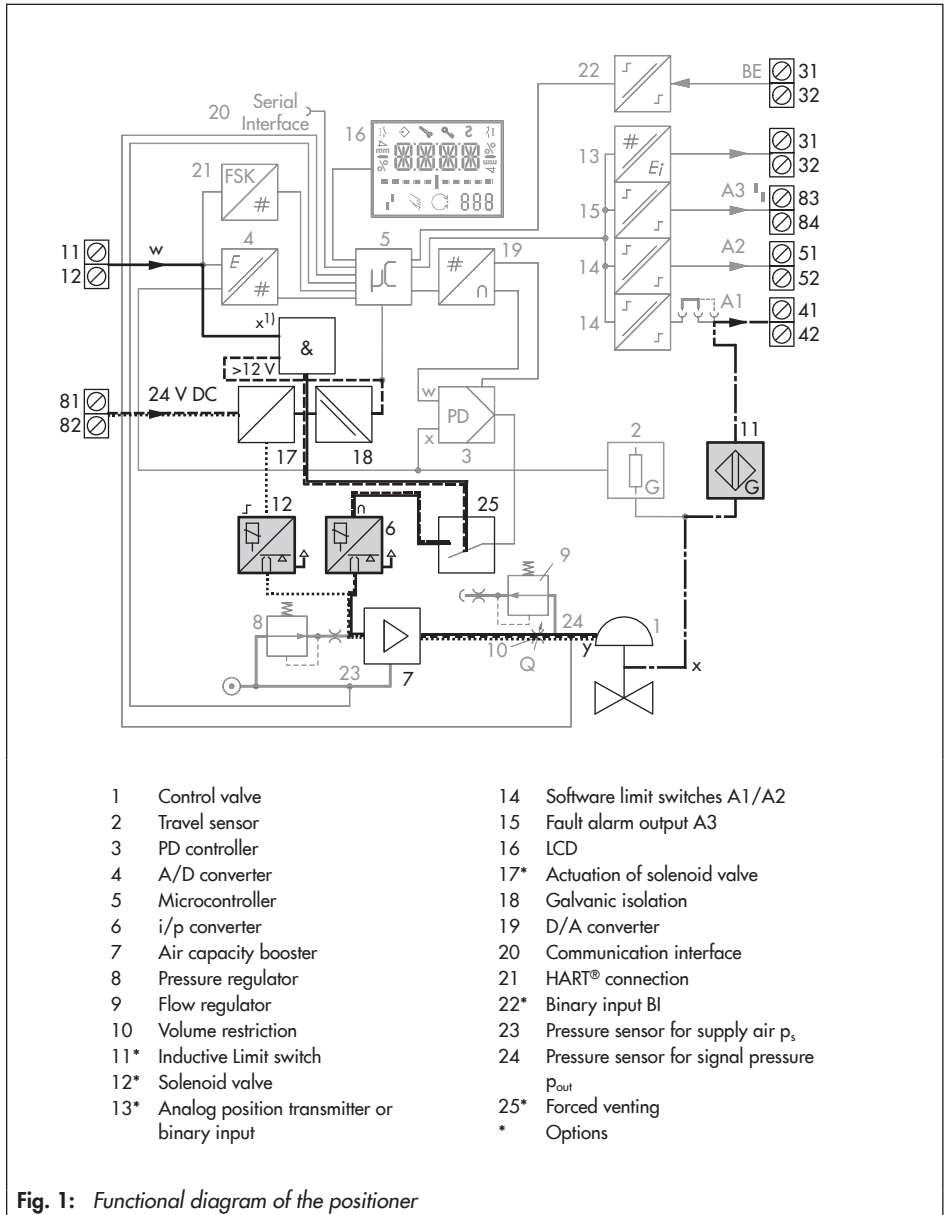 22
BE
31
32
20
Serial
Interface
16
mm
%
888
mm
%
21
FSK
#
13
#
Ei
31
32
15
A3
83
84
11
12
w
4
E
#
5
µC
#
∩
19
14
A2
51
52
14
A1
41
42
x¹⁾
&
>12 V
81
82
24 V DC
17
18
w
PD
x
3
2
G
11
G
12
6
25
9
8
23
7
10
Q
24
y
1
x
1 Control valve
2 Travel sensor
3 PD controller
4 A/D converter
5 Microcontroller
6 i/p converter
7 Air capacity booster
8 Pressure regulator
9 Flow regulator
10 Volume restriction
11* Inductive Limit switch
12* Solenoid valve
13* Analog position transmitter or
binary input
14 Software limit switches A1/A2
15 Fault alarm output A3
16 LCD
17* Actuation of solenoid valve
18 Galvanic isolation
19 D/A converter
20 Communication interface
21 HART® connection
22* Binary input BI
23 Pressure sensor for supply air pₛ
24 Pressure sensor for signal pressure
pₒᵤₜ
25* Forced venting
* Options
Fig. 1: Functional diagram of the positioner